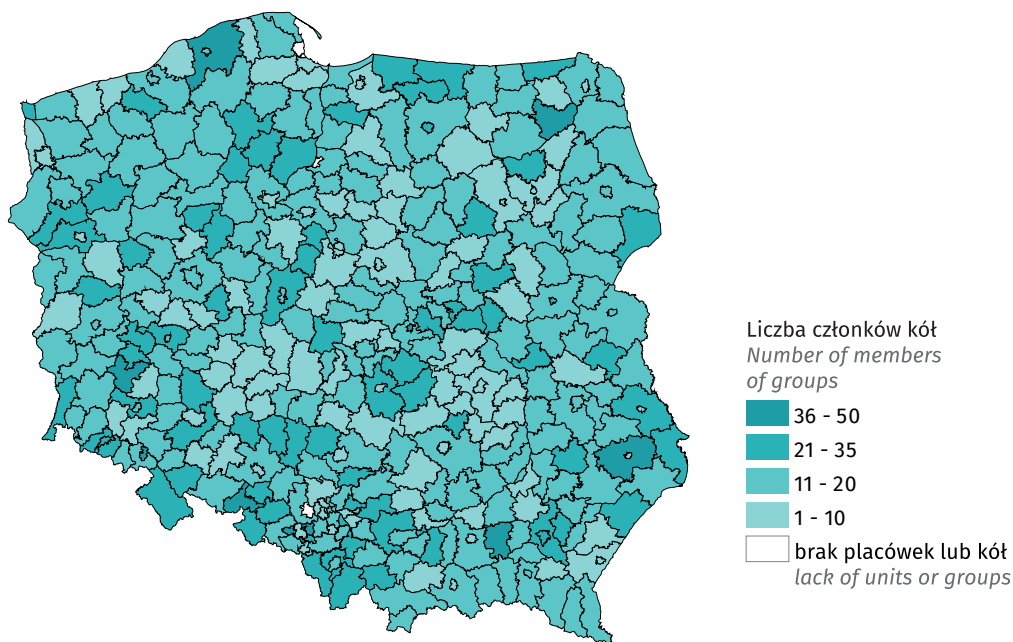 Liczba członków kół
Number of members
of groups
36 - 50
21 - 35
11 - 20
1 - 10
brak placówek lub kół
lack of units or groups